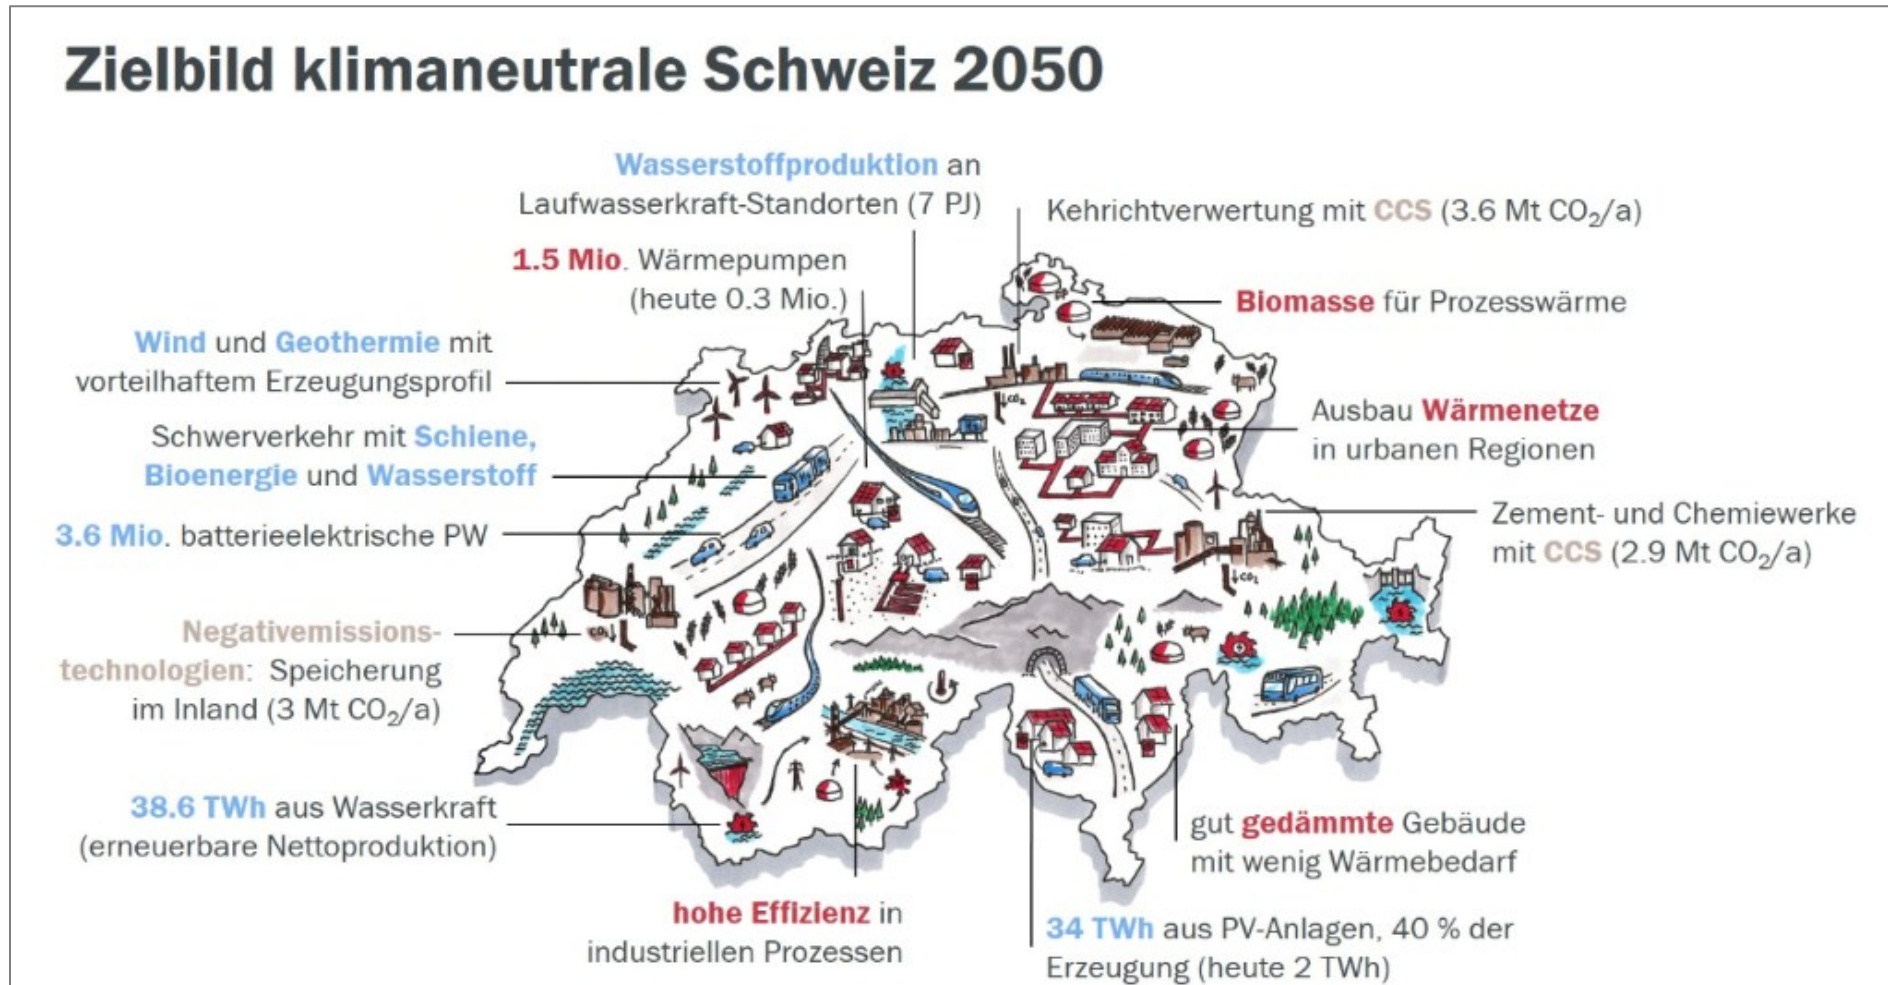 Zielbild klimaneutrale Schweiz 2050
Wasserstoffproduktion an
Laufwasserkraft-Standorten (7 PJ)
Kehrichtverwertung mit CCS (3.6 Mt CO₂/a)
1.5 Mio. Wärmepumpen
(heute 0.3 Mio.)
Biomasse für Prozesswärme
Wind und Geothermie mit
vorteilhaftem Erzeugungsprofil
Ausbau Wärmenetze
in urbanen Regionen
Schwerverkehr mit Schiene,
Bioenergie und Wasserstoff
3.6 Mio. batterieelektrische PW
Zement- und Chemiewerke
mit CCS (2.9 Mt CO₂/a)
Negativemissions-
technologien: Speicherung
im Inland (3 Mt CO₂/a)
38.6 TWh aus Wasserkraft
(erneuerbare Nettoproduktion)
gut gedämmte Gebäude
mit wenig Wärmebedarf
hohe Effizienz in
industriellen Prozessen
34 TWh aus PV-Anlagen, 40 % der
Erzeugung (heute 2 TWh)
CO₂
CO₂
CO₂